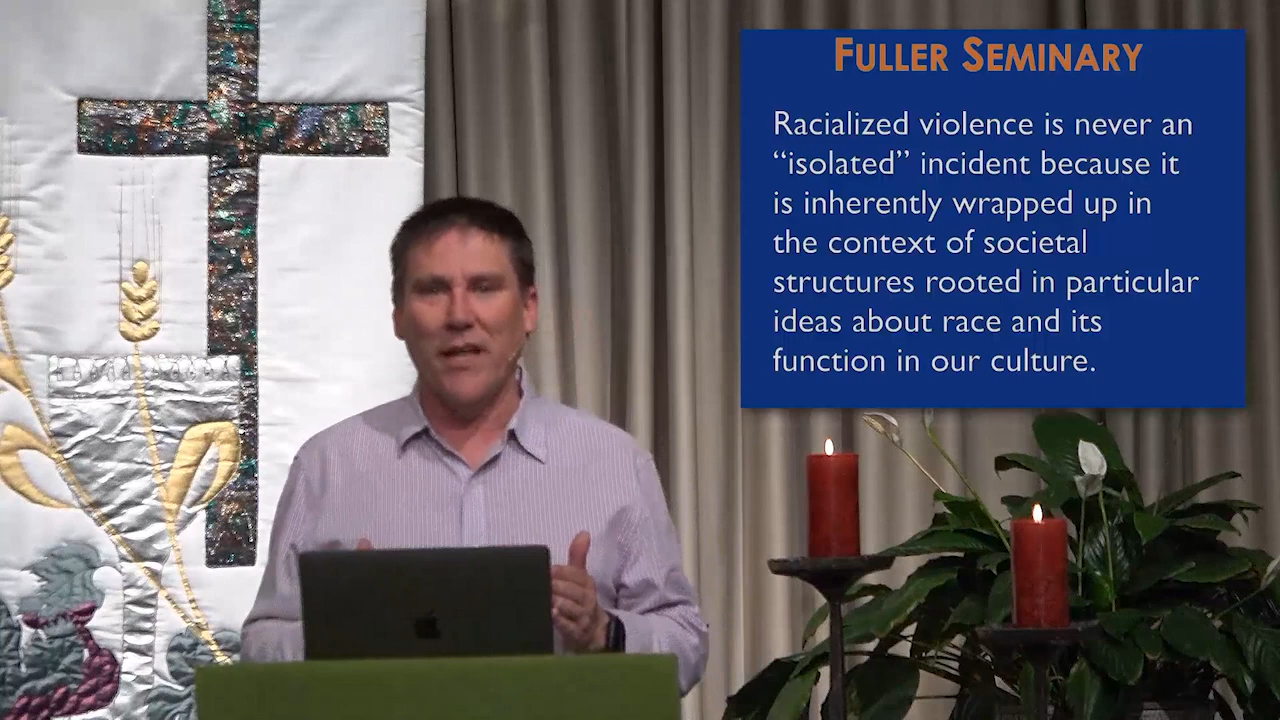 FULLER SEMINARY
Racialized violence is never an
“isolated” incident because it
is inherently wrapped up in
the context of societal
structures rooted in particular
ideas about race and its
function in our culture.